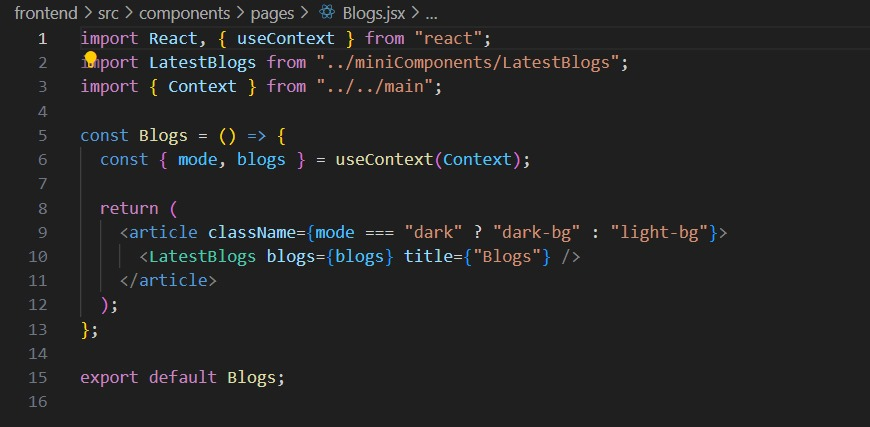 frontend > src > components > pages > Blogs.jsx > ...
1 import React, { useContext } from "react";
2 import LatestBlogs from "../miniComponents/LatestBlogs";
3 import { Context } from "../../main";
4
5 const Blogs = () => {
6   const { mode, blogs } = useContext(Context);
7
8   return (
9     <article className={mode === "dark" ? "dark-bg" : "light-bg"}>
10       <LatestBlogs blogs={blogs} title={"Blogs"} />
11     </article>
12   );
13 };
14
15 export default Blogs;
16